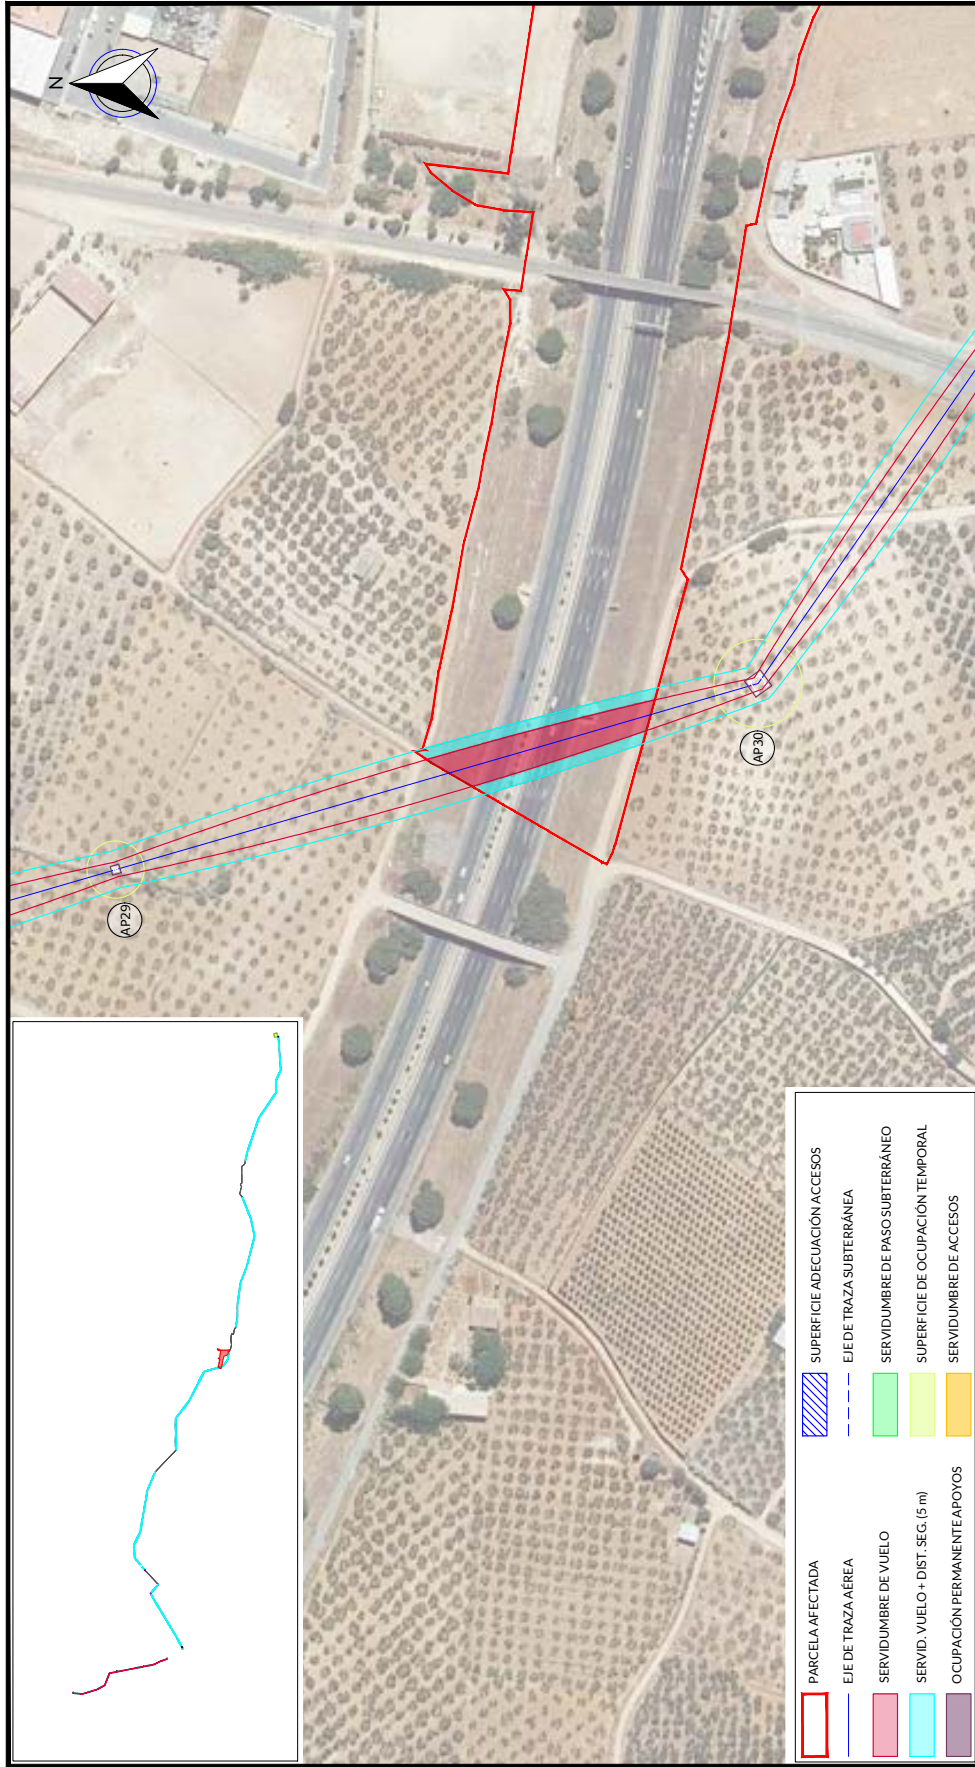 N
AP29
AP30
PARCELA AFECTADA
EJE DE TRAZA AÉREA
SERVIDUMBRE DE VUELO
SERVID. VUELO + DIST. SEG. (5 m)
OCUPACIÓN PERMANENTE APOYOS
SUPERFICIE ADECUACIÓN ACCESOS
EJE DE TRAZA SUBTERRÁNEA
SERVIDUMBRE DE PASO SUBTERRÁNEO
SUPERFICIE DE OCUPACIÓN TEMPORAL
SERVIDUMBRE DE ACCESOS